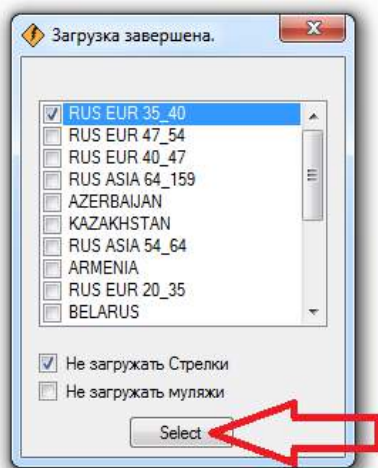 Загрузка завершена.
RUS EUR 35_40
RUS EUR 47_54
RUS EUR 40_47
RUS ASIA 64_159
AZERBAIJAN
KAZAKHSTAN
RUS ASIA 54_64
ARMENIA
RUS EUR 20_35
BELARUS
Не загружать Стрелки
Не загружать муляжи
Select